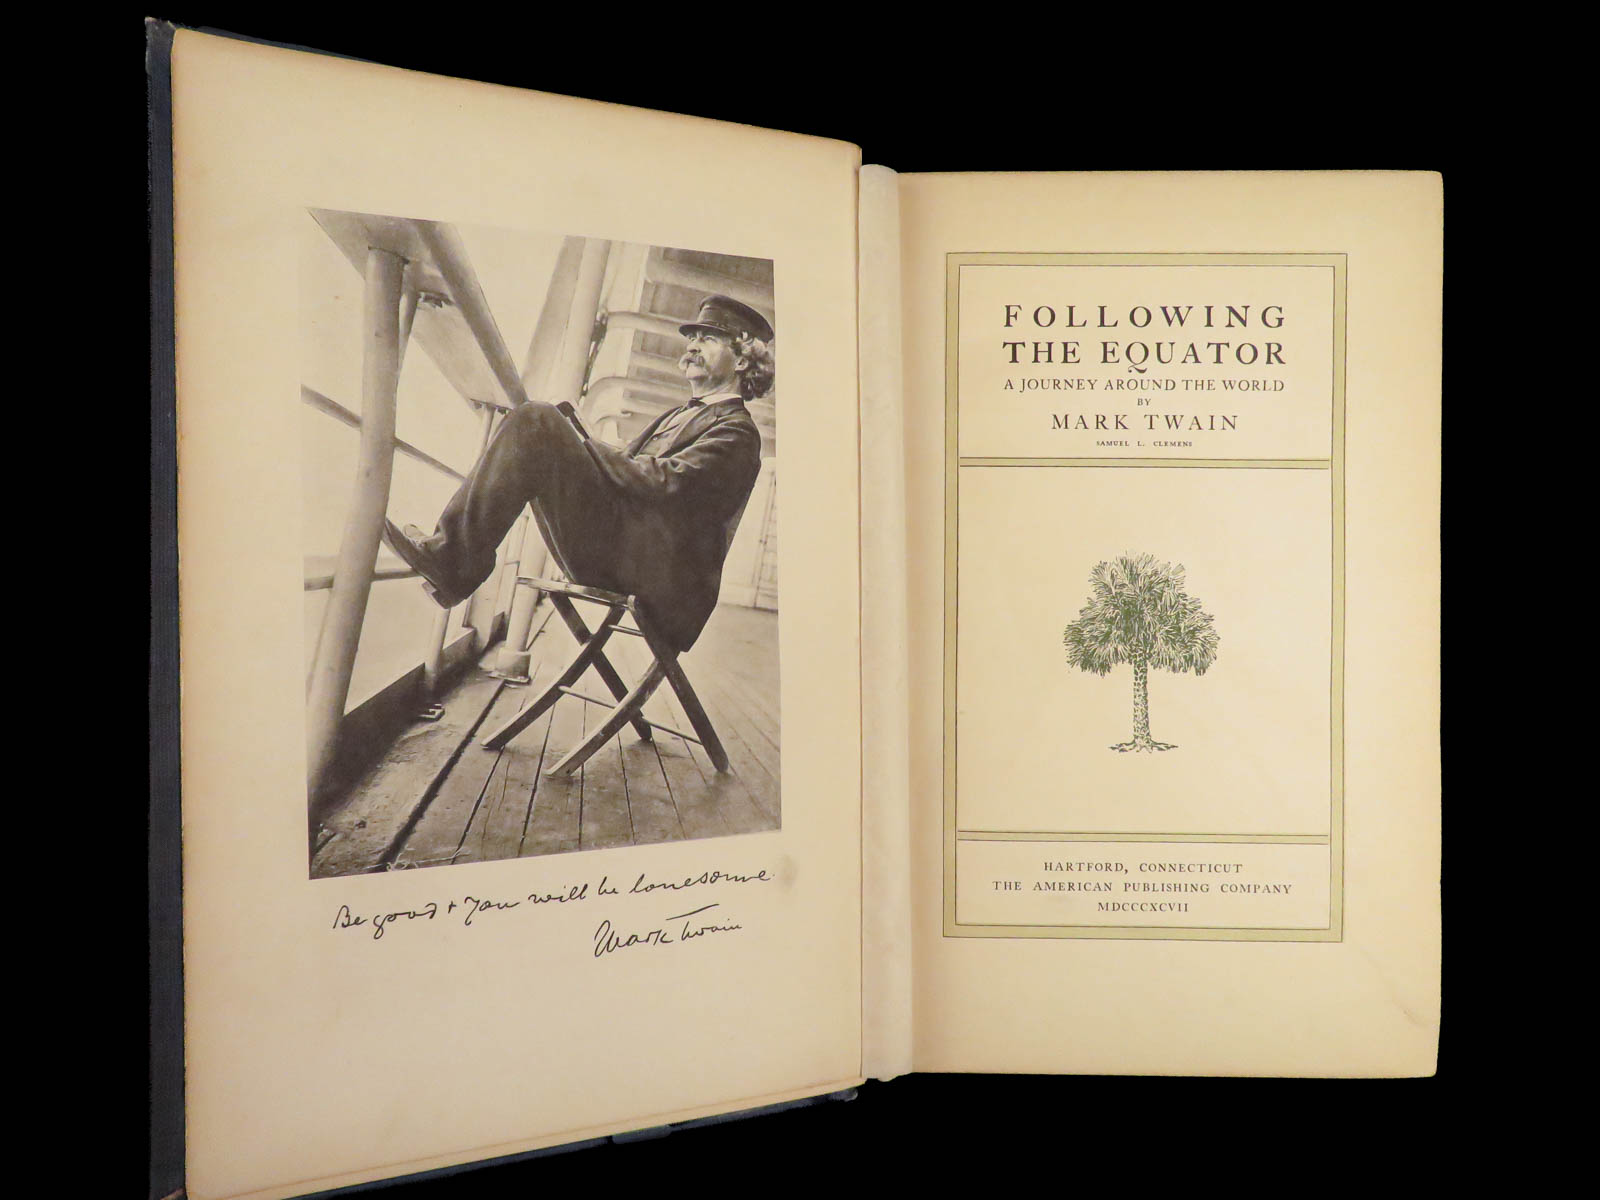 Be good + you will be lonesome.
Mark Twain
FOLLOWING
THE EQUATOR
A JOURNEY AROUND THE WORLD
BY
MARK TWAIN
SAMUEL L. CLEMENS
HARTFORD, CONNECTICUT
THE AMERICAN PUBLISHING COMPANY
MDCCCXCVII